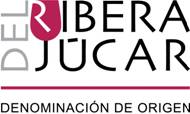 DEL RIBERA
JÚCAR
DENOMINACIÓN DE ORIGEN